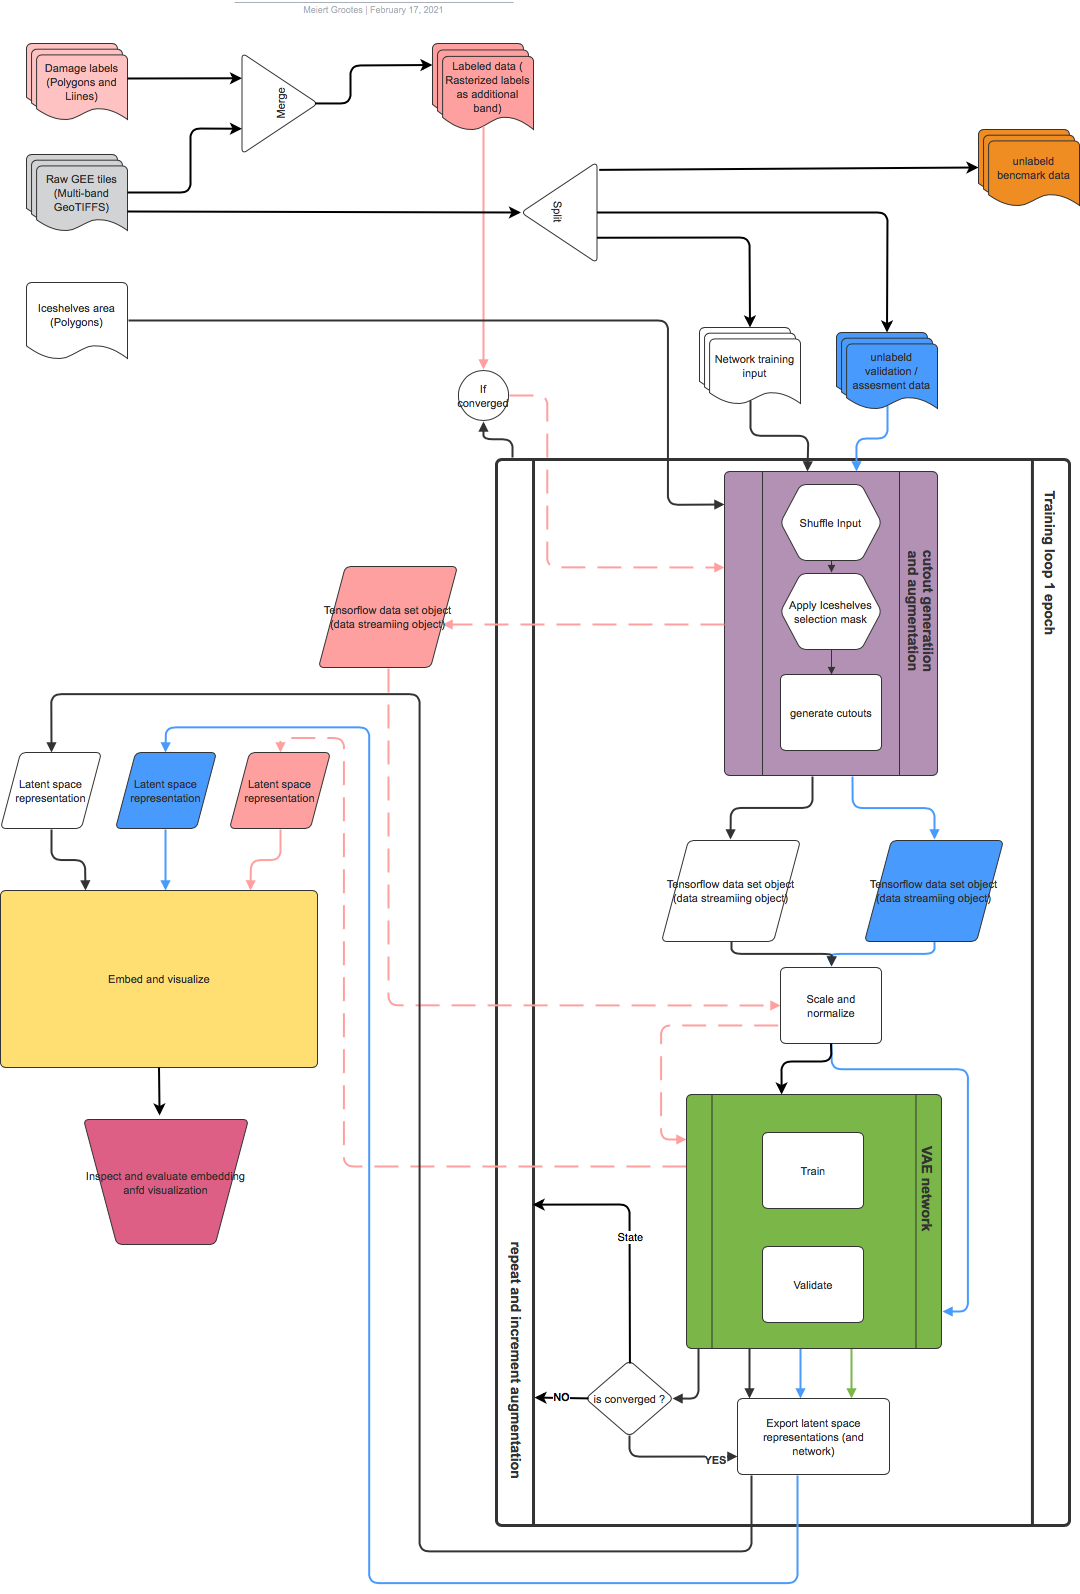 Meiert Grootes | February 17, 2021
Damage labels
(Polygons and
Liines)
Merge
Labeled data (
Rasterized labels
as additional
band)
Raw GEE tiles
(Multi-band
GeoTIFFS)
Split
unlabeld
bencmark data
Iceshelves area
(Polygons)
Network training
input
unlabeld
validation /
assesment data
If
converged
Training loop 1 epoch
cutout generatiion
and augmentation
Shuffle Input
Apply Iceshelves
selection mask
generate cutouts
Tensorflow data set object
(data streamiing object)
Latent space
representation
Latent space
representation
Latent space
representation
Tensorflow data set object
(data streamiing object)
Tensorflow data set object
(data streamiing object)
Embed and visualize
Scale and
normalize
Inspect and evaluate embedding
anfd visualization
VAE network
Train
Validate
State
repeat and increment augmentation
NO
is converged ?
YES
Export latent space
representations (and
network)